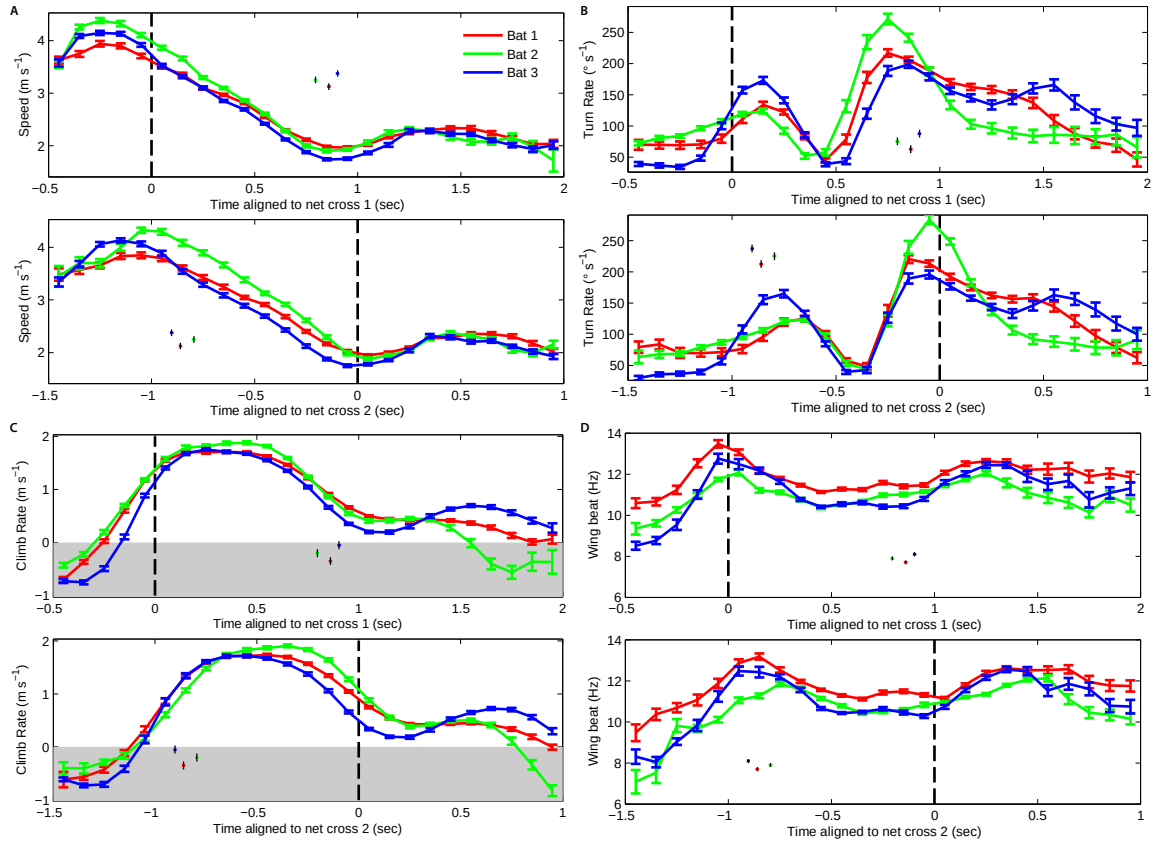 A
B
4
3
2
Speed (m s⁻¹)
Bat 1
Bat 2
Bat 3
−0.5 0 0.5 1 1.5 2
Time aligned to net cross 1 (sec)
250
200
150
100
50
Turn Rate (° s⁻¹)
−0.5 0 0.5 1 1.5 2
Time aligned to net cross 1 (sec)
4
3
2
Speed (m s⁻¹)
−1.5 −1 −0.5 0 0.5 1
Time aligned to net cross 2 (sec)
250
200
150
100
50
Turn Rate (° s⁻¹)
−1.5 −1 −0.5 0 0.5 1
Time aligned to net cross 2 (sec)
C
D
2
1
0
−1
Climb Rate (m s⁻¹)
−0.5 0 0.5 1 1.5 2
Time aligned to net cross 1 (sec)
14
12
10
8
6
Wing beat (Hz)
−0.5 0 0.5 1 1.5 2
Time aligned to net cross 1 (sec)
2
1
0
−1
Climb Rate (m s⁻¹)
−1.5 −1 −0.5 0 0.5 1
Time aligned to net cross 2 (sec)
14
12
10
8
6
Wing beat (Hz)
−1.5 −1 −0.5 0 0.5 1
Time aligned to net cross 2 (sec)